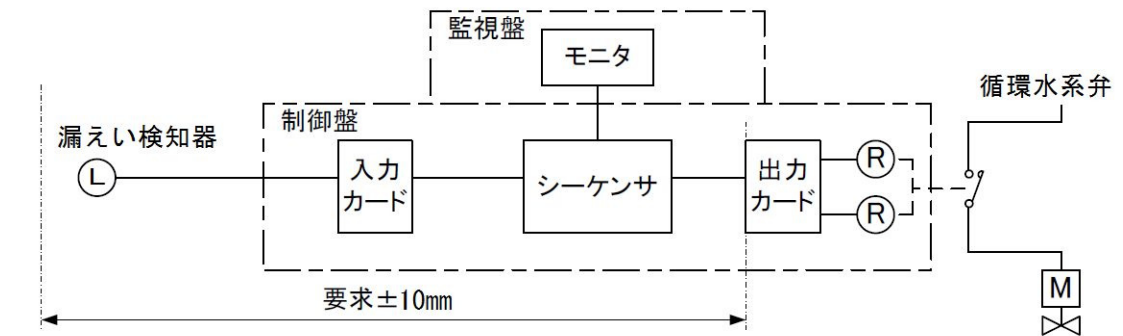 監視盤
モニタ
循環水系弁
制御盤
漏えい検知器
L
入力
カード
シーケンサ
出力
カード
R
R
M
要求±10mm